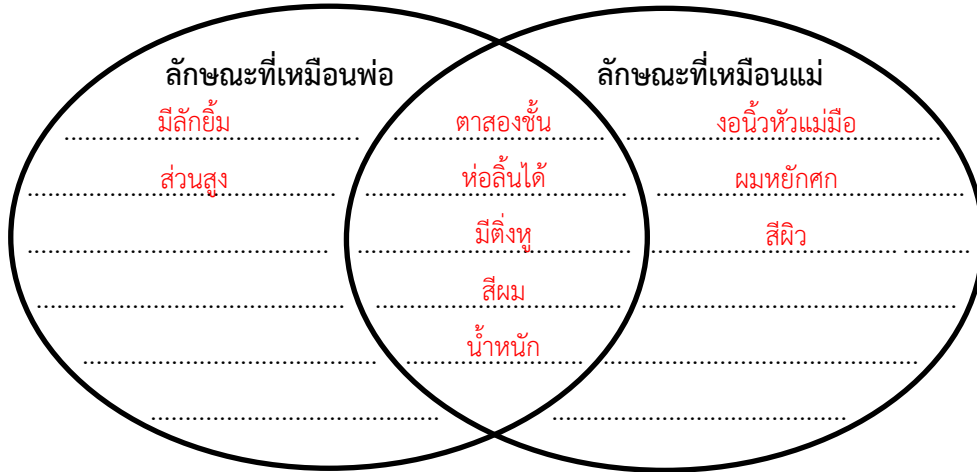 ลักษณะที่เหมือนพ่อ ลักษณะที่เหมือนแม่
มีลักยิ้ม ตาสองชั้น งอนิ้วหัวแม่มือ
ส่วนสูง ห่อลิ้นได้ ผมหยักศก
มีติ่งหู สีผิว
สีผม
น้ำหนัก